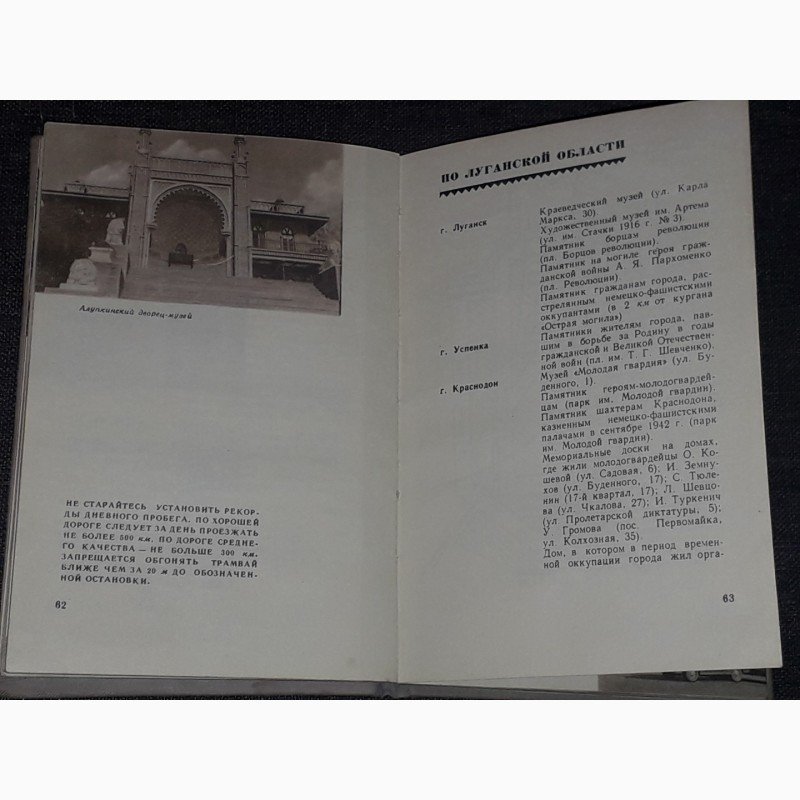 Алупкинский дворец-музей
НЕ СТАРАЙТЕСЬ УСТАНОВИТЬ РЕКОР-
ДЫ ДНЕВНОГО ПРОБЕГА. ПО ХОРОШЕЙ
ДОРОГЕ СЛЕДУЕТ ЗА ДЕНЬ ПРОЕЗЖАТЬ
НЕ БОЛЕЕ 500 км. ПО ДОРОГЕ СРЕДНЕ-
ГО КАЧЕСТВА — НЕ БОЛЬШЕ 300 км.
ЗАПРЕЩАЕТСЯ ОБГОНЯТЬ ТРАМВАЙ
БЛИЖЕ ЧЕМ ЗА 20 м ДО ОБОЗНАЧЕН-
НОЙ ОСТАНОВКИ.
62
ПО ЛУГАНСКОЙ ОБЛАСТИ
г. Луганск
Краеведческий музей (ул. Карла
Маркса, 30).
Художественный музей им. Артема
(ул. им. Стачки 1916 г. № 3).
Памятник борцам революции
(пл. Борцов революции).
Памятник на могиле героя граж-
данской войны А. Я. Пархоменко
(пл. Революции).
Памятник гражданам города, рас-
стрелянным немецко-фашистскими
оккупантами (в 2 км от кургана
«Острая могила»)
г. Успенка
Памятники жителям города, пав-
шим в борьбе за Родину в годы
гражданской и Великой Отечествен-
ной войн (пл. им. Т. Г. Шевченко).
г. Краснодон
Музей «Молодая гвардия» (ул. Бу-
денного, 1).
Памятник героям-молодогвардей-
цам (парк им. Молодой гвардии).
Памятник шахтерам Краснодона,
казненным немецко-фашистскими
палачами в сентябре 1942 г. (парк
им. Молодой гвардии).
Мемориальные доски на домах,
где жили молодогвардейцы О. Ко-
шевой (ул. Садовая, 6); И. Земну-
хов (ул. Буденного, 17); С. Тюле-
нин (17-й квартал, 17); Л. Шевцо-
ва (ул. Чкалова, 27); И. Туркенич
(ул. Пролетарской диктатуры, 5);
У Громова (пос. Первомайка,
ул. Колхозная, 35).
Дом, в котором в период времен-
ной оккупации города жил орга-
63